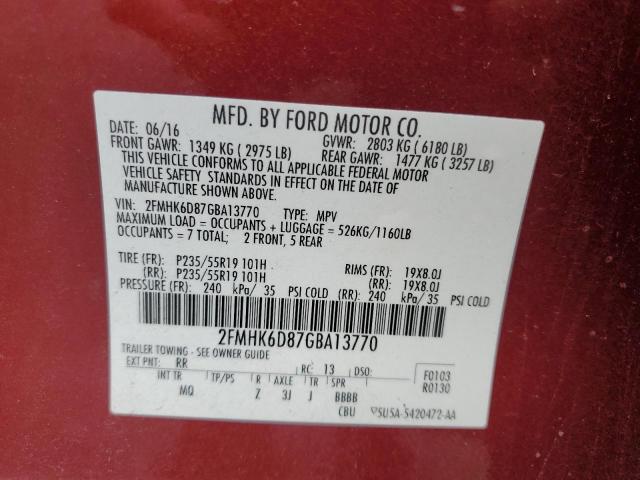 MFD. BY FORD MOTOR CO.
DATE: 06/16 GVWR: 2803 KG ( 6180 LB)
FRONT GAWR: 1349 KG ( 2975 LB) REAR GAWR: 1477 KG ( 3257 LB)
THIS VEHICLE CONFORMS TO ALL APPLICABLE FEDERAL MOTOR
VEHICLE SAFETY STANDARDS IN EFFECT ON THE DATE OF
MANUFACTURE SHOWN ABOVE.
VIN: 2FMHK6D87GBA13770 TYPE: MPV
MAXIMUM LOAD = OCCUPANTS + LUGGAGE = 526KG/1160LB
OCCUPANTS = 7 TOTAL; 2 FRONT, 5 REAR
TIRE (FR): P235/55R19 101H RIMS (FR): 19X8.0J
(RR): P235/55R19 101H (RR): 19X8.0J
PRESSURE (FR): 240 kPa/ 35 PSI COLD (RR): 240 kPa/ 35 PSI COLD
2FMHK6D87GBA13770
TRAILER TOWING - SEE OWNER GUIDE
EXT PNT: RR RC: 13 DSO: F0103
INT TR TP/PS R AXLE TR SPR R0130
MQ Z 3J J BBBB
CBU SUSA-5420472-AA